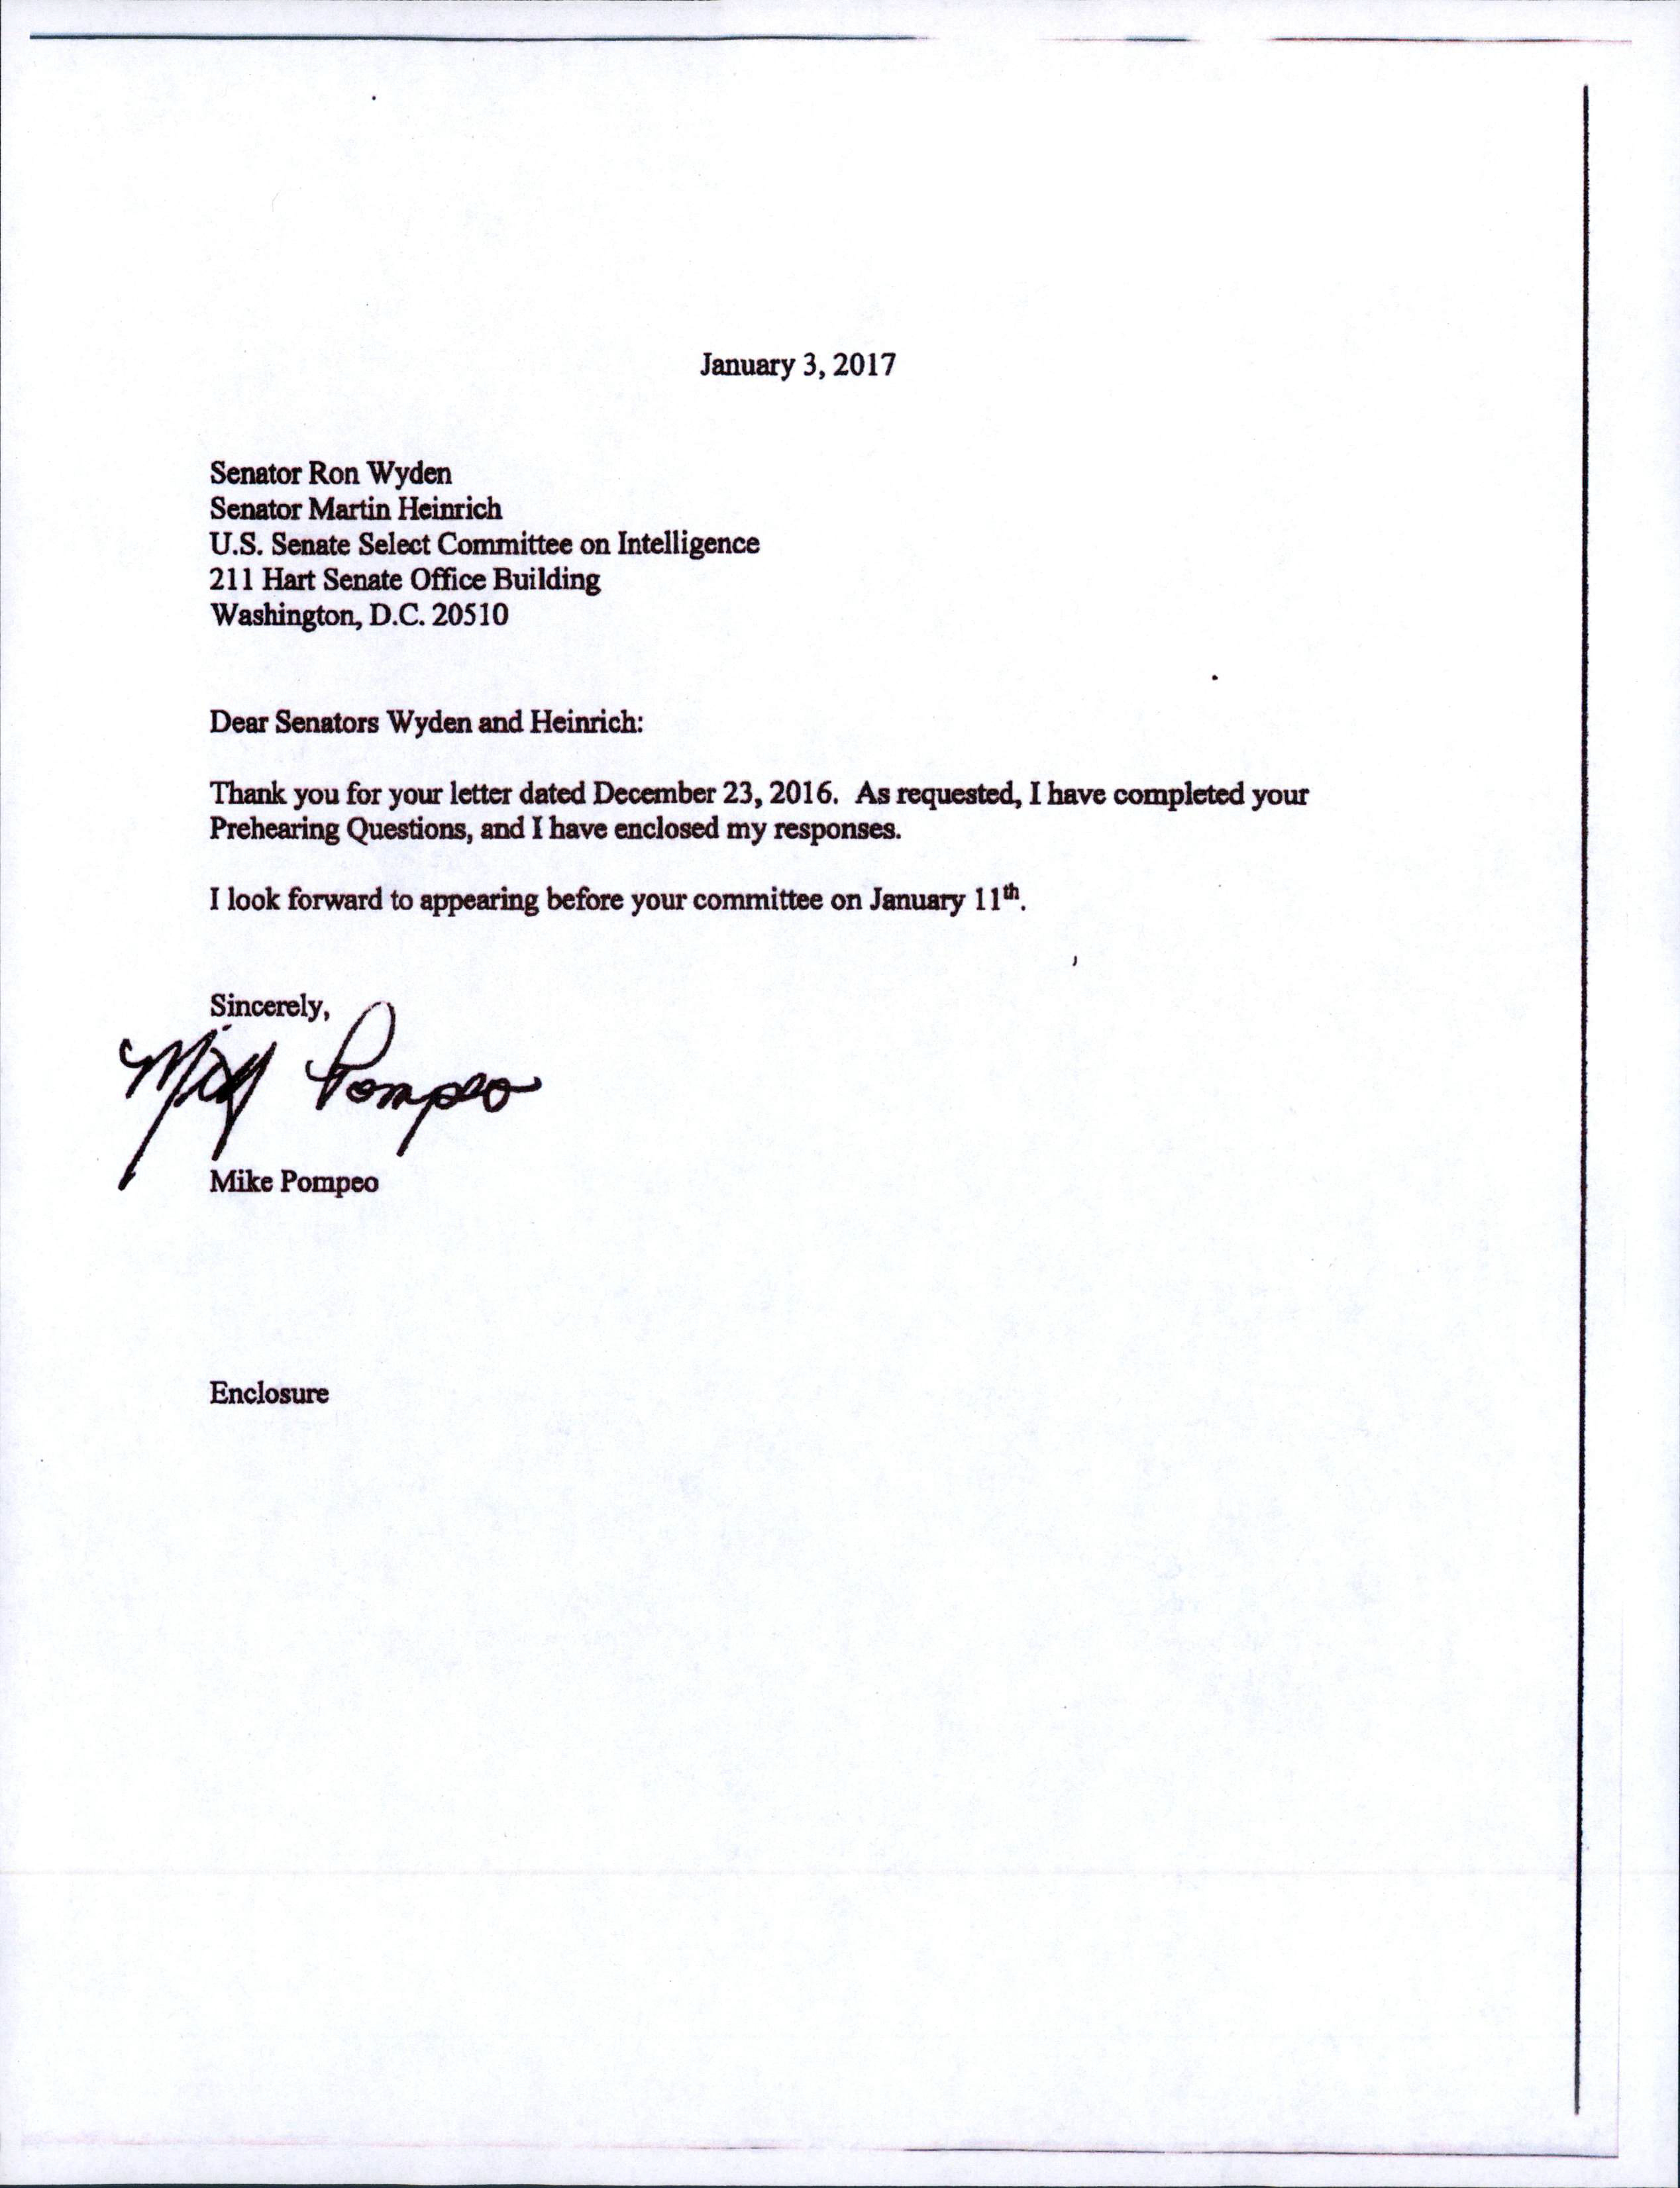 January 3, 2017
Senator Ron Wyden
Senator Martin Heinrich
U.S. Senate Select Committee on Intelligence
211 Hart Senate Office Building
Washington, D.C. 20510
Dear Senators Wyden and Heinrich:
Thank you for your letter dated December 23, 2016.  As requested, I have completed your
Prehearing Questions, and I have enclosed my responses.
I look forward to appearing before your committee on January 11th.
Sincerely,
Mike Pompeo
Mike Pompeo
Enclosure